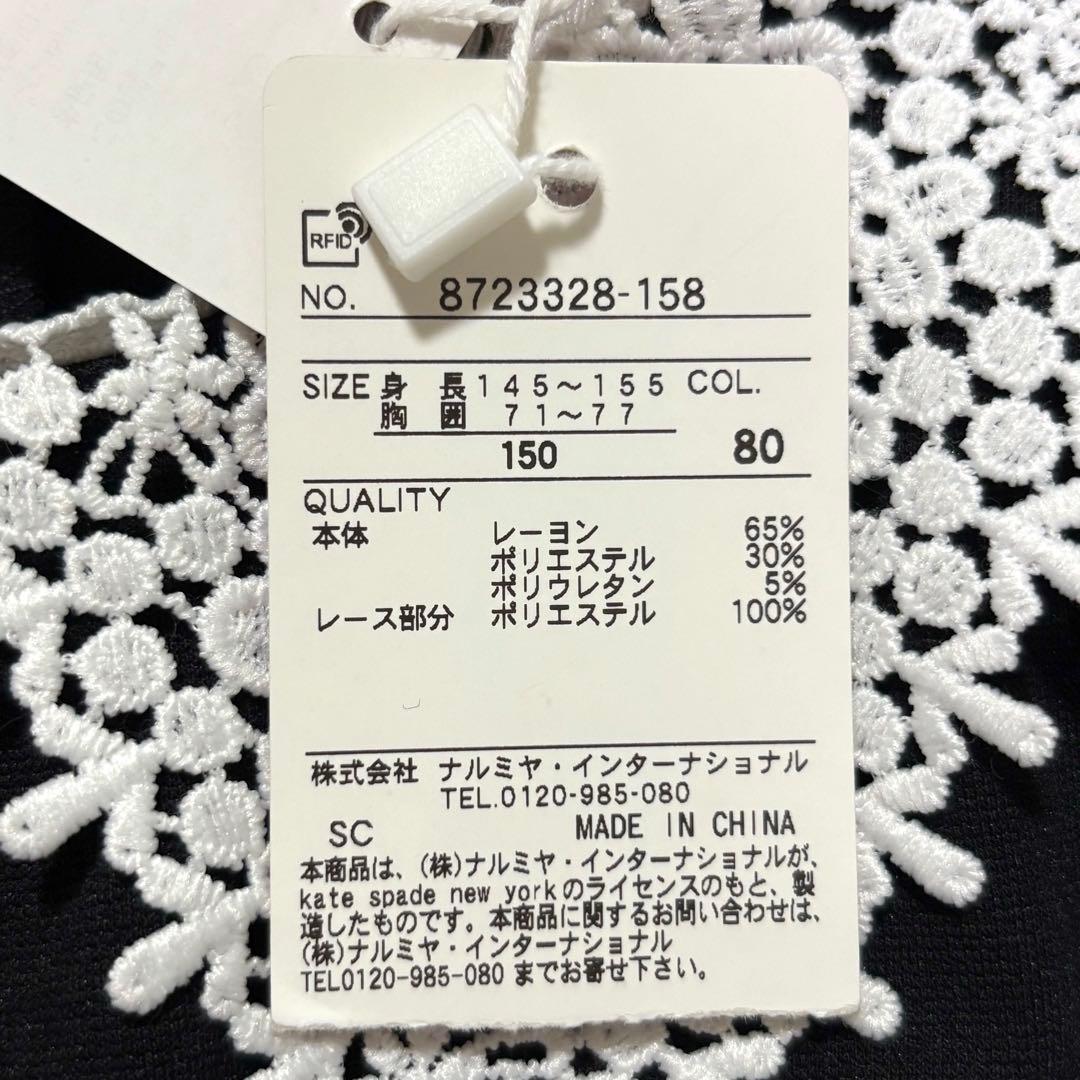 RFID
NO. 8723328-158
SIZE 身長 145～155 COL.
胸囲 71～77
150 80
QUALITY
本体 レーヨン 65%
ポリエステル 30%
ポリウレタン 5%
レース部分 ポリエステル 100%
株式会社 ナルミヤ・インターナショナル
TEL.0120-985-080
SC MADE IN CHINA
本商品は、(株)ナルミヤ・インターナショナルが、
kate spade new yorkのライセンスのもと、製
造したものです。本商品に関するお問い合わせは、
(株)ナルミヤ・インターナショナル
TEL0120-985-080 までお寄せ下さい。